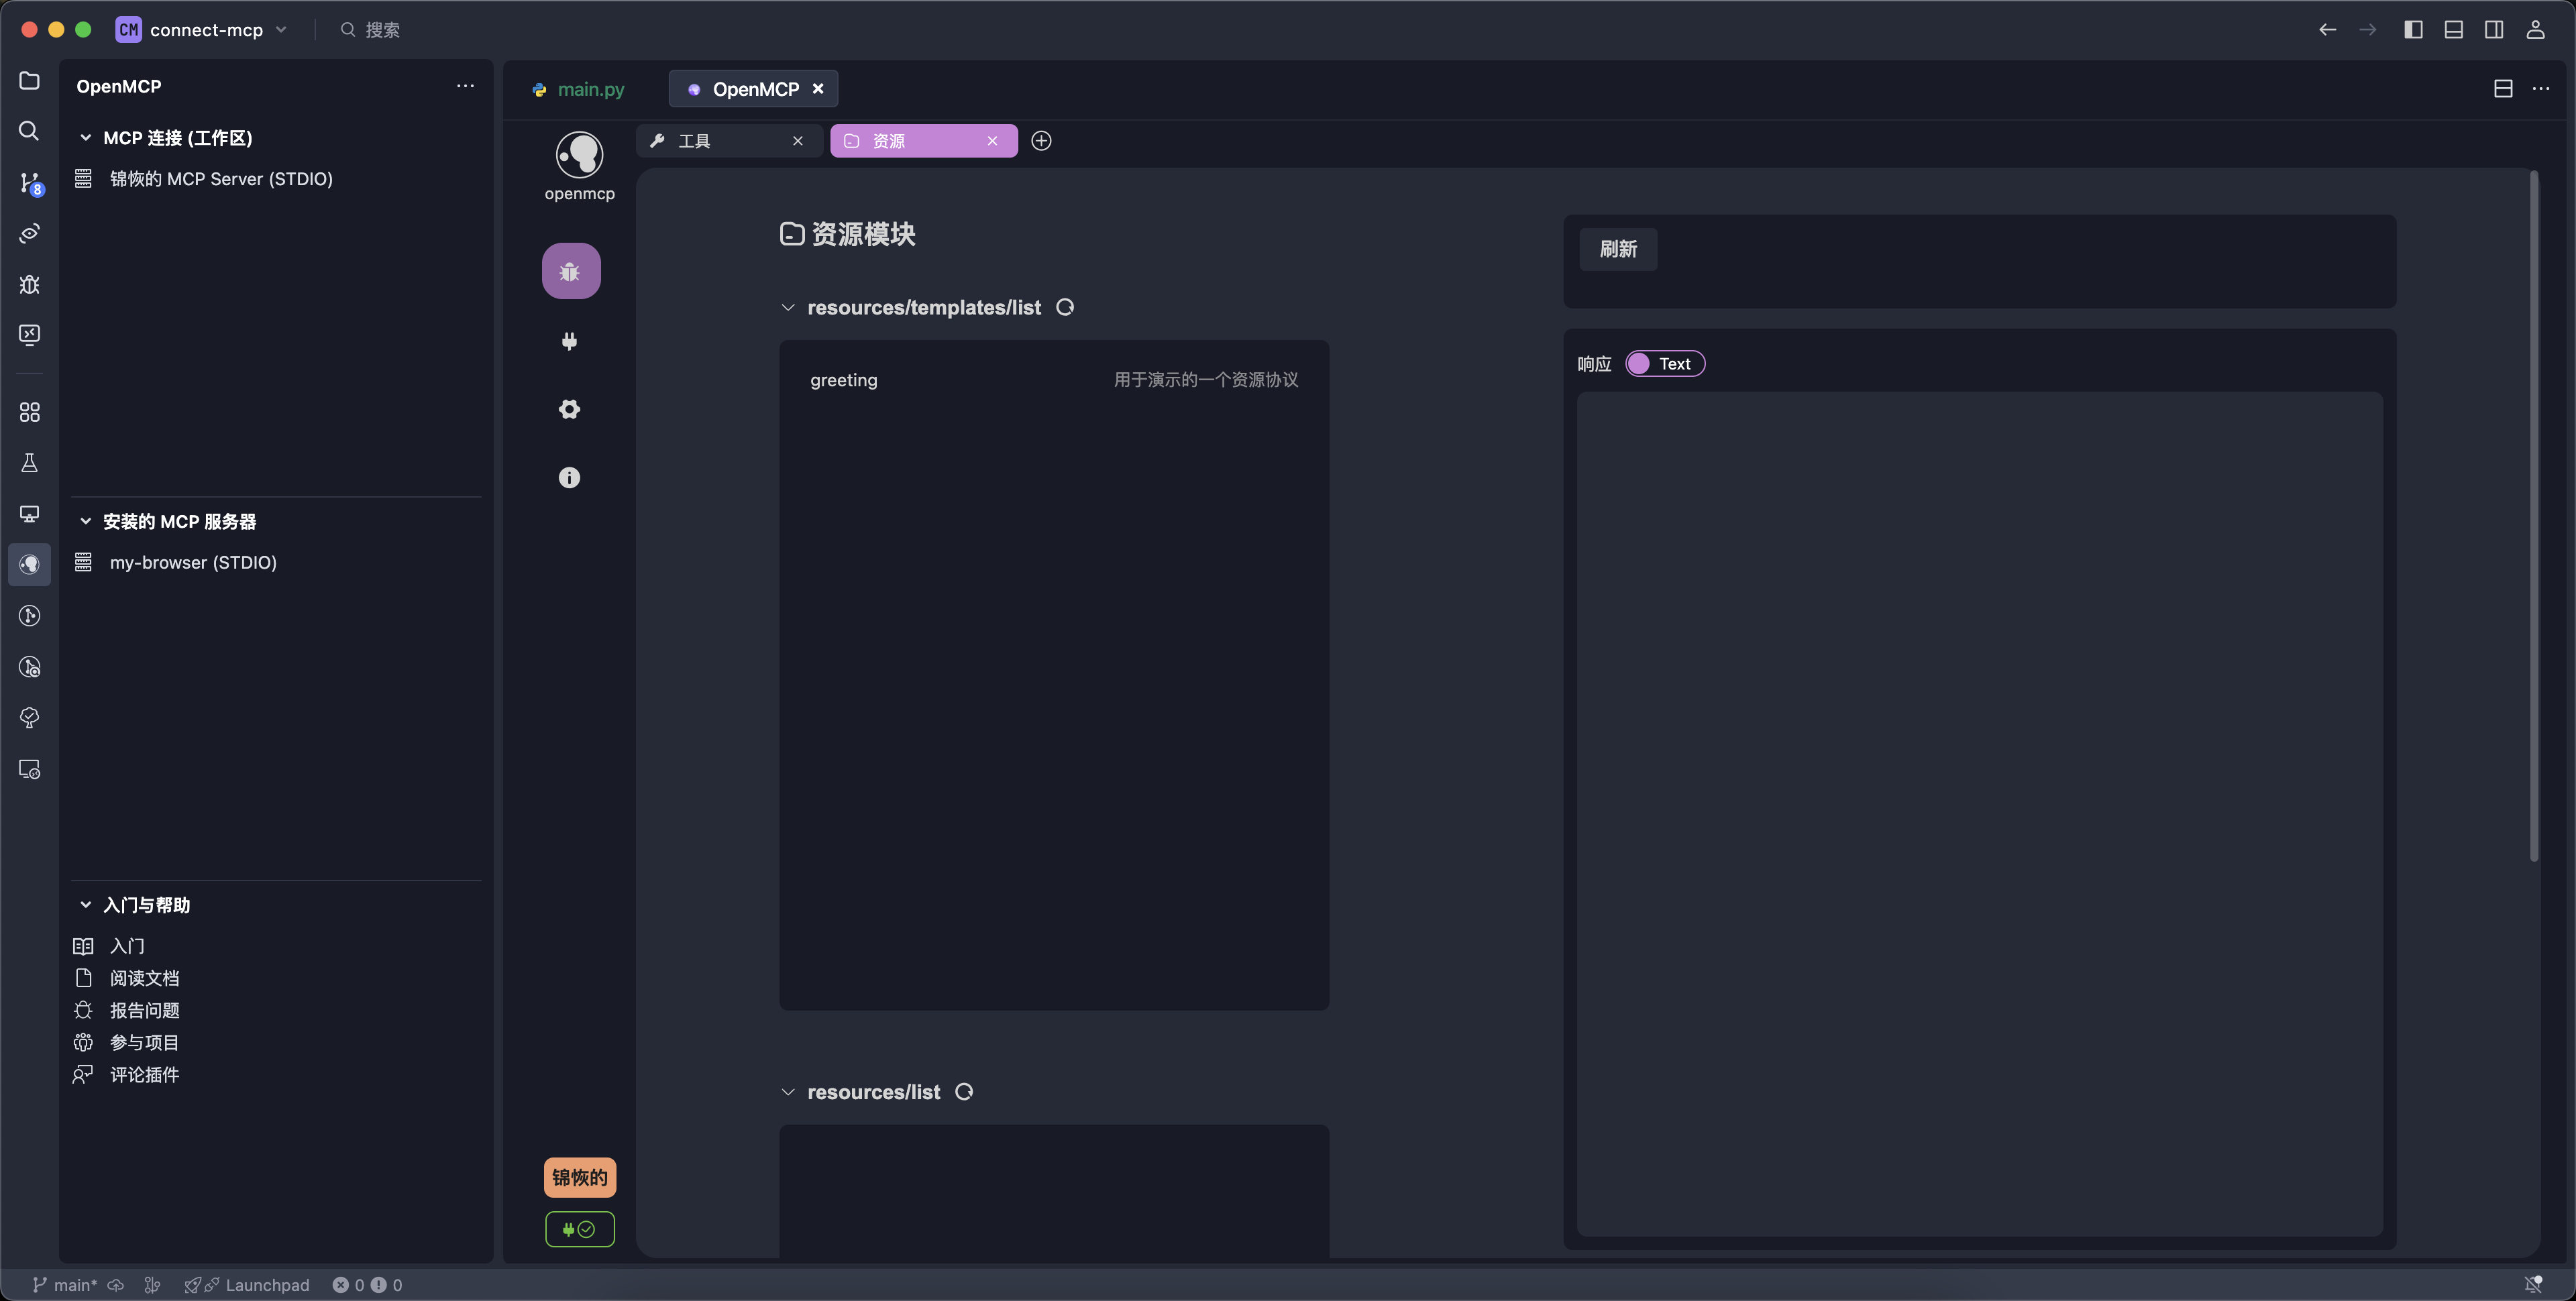 CM connect-mcp
搜索
OpenMCP
MCP 连接 (工作区)
锦恢的 MCP Server (STDIO)
8
安装的 MCP 服务器
my-browser (STDIO)
入门与帮助
入门
阅读文档
报告问题
参与项目
评论插件
main.py
OpenMCP
openmcp
工具
资源
资源模块
resources/templates/list
greeting
用于演示的一个资源协议
resources/list
刷新
响应
Text
锦恢的
main*
Launchpad
0
0